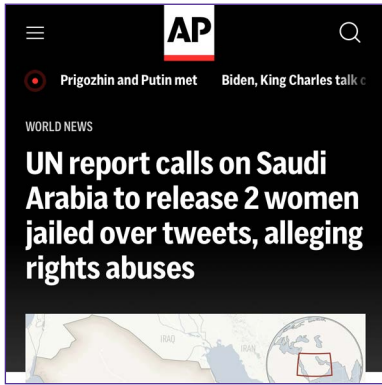 AP
Prigozhin and Putin met Biden, King Charles talk c
WORLD NEWS
UN report calls on Saudi
Arabia to release 2 women
jailed over tweets, alleging
rights abuses
IRAQ
IRAN